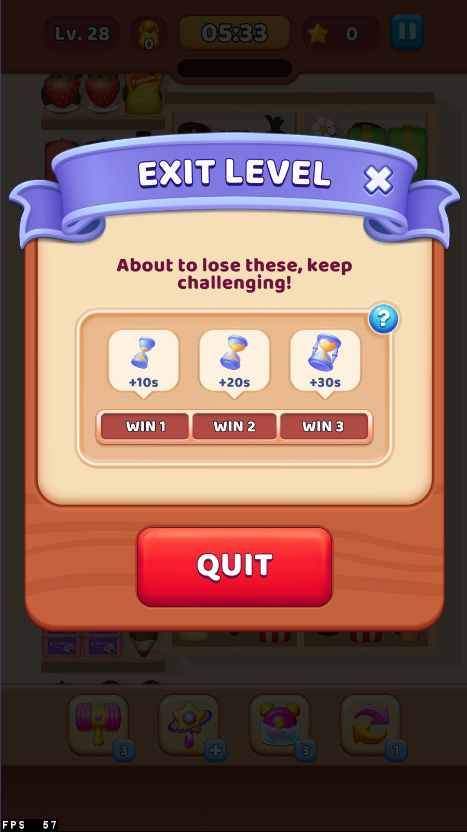 Lv. 28
0
05:33
0
EXIT LEVEL
About to lose these, keep
challenging!
?
+10s
+20s
+30s
WIN 1
WIN 2
WIN 3
QUIT
3
+
3
1
FPS 57